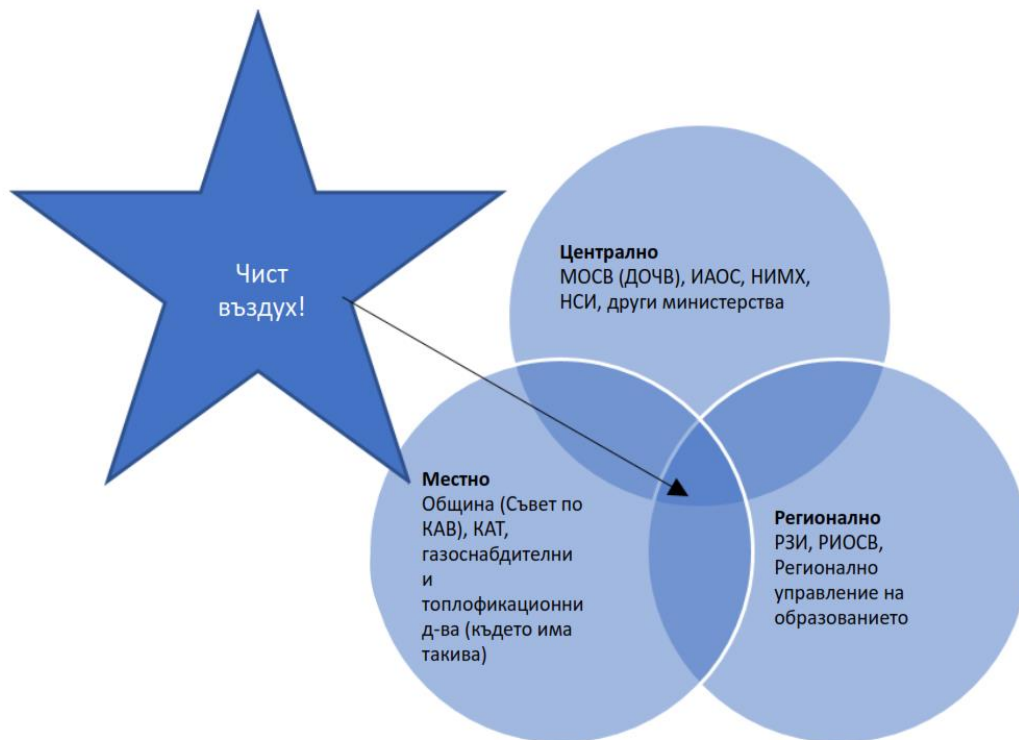 Чист
въздух!
Централно
МОСВ (ДОЧВ), ИАОС, НИМХ,
НСИ, други министерства
Местно
Община (Съвет по
КАВ), КАТ,
газоснабдителни
и
топлофикационни
д-ва (където има
такива)
Регионално
РЗИ, РИОСВ,
Регионално
управление на
образованието